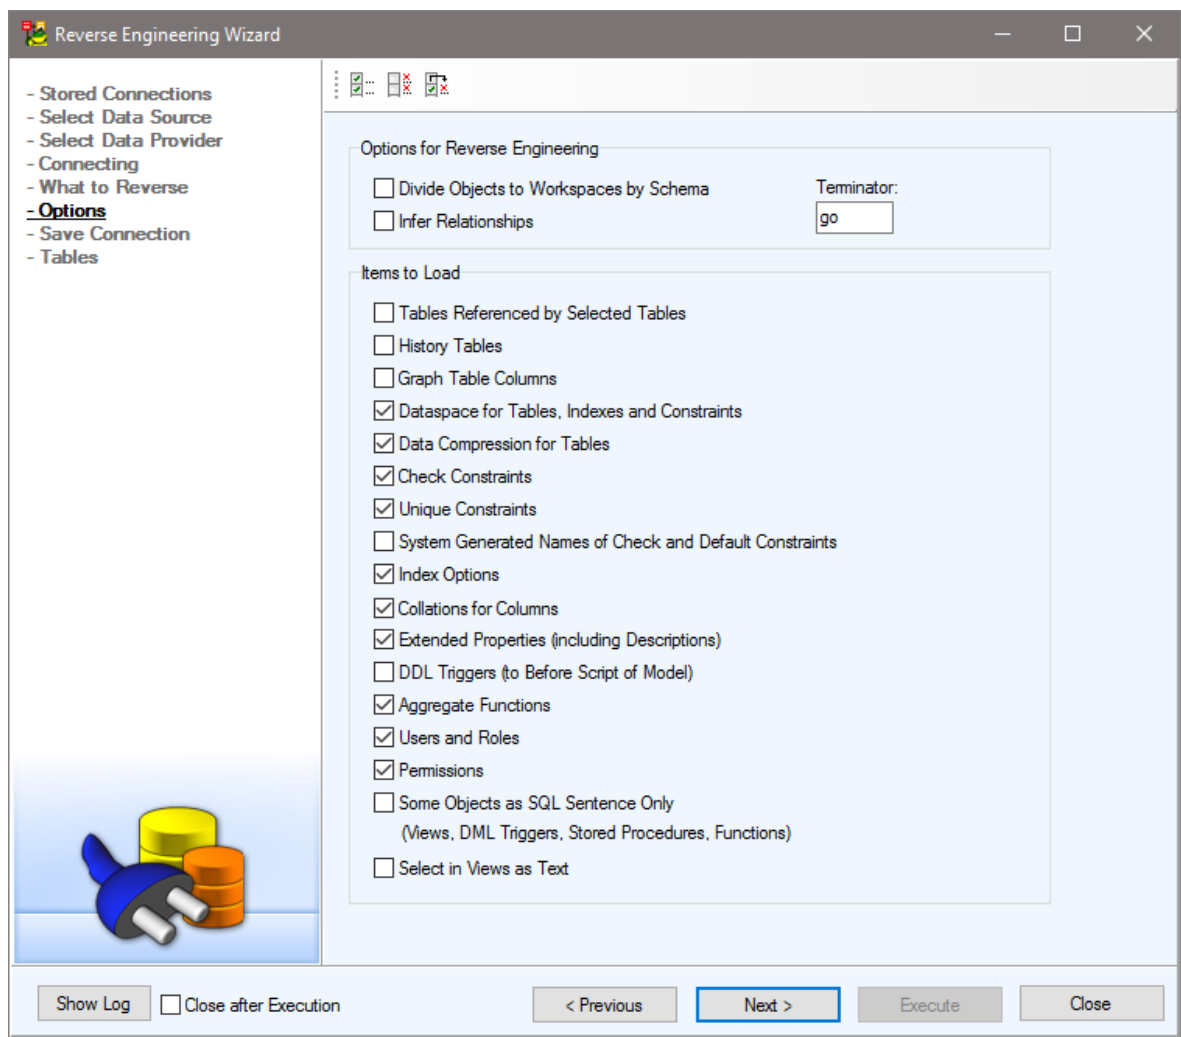 Reverse Engineering Wizard
- Stored Connections
- Select Data Source
- Select Data Provider
- Connecting
- What to Reverse
- Options
- Save Connection
- Tables
Options for Reverse Engineering
Divide Objects to Workspaces by Schema
Infer Relationships
Terminator:
go
Items to Load
Tables Referenced by Selected Tables
History Tables
Graph Table Columns
Dataspace for Tables, Indexes and Constraints
Data Compression for Tables
Check Constraints
Unique Constraints
System Generated Names of Check and Default Constraints
Index Options
Collations for Columns
Extended Properties (including Descriptions)
DDL Triggers (to Before Script of Model)
Aggregate Functions
Users and Roles
Permissions
Some Objects as SQL Sentence Only
(Views, DML Triggers, Stored Procedures, Functions)
Select in Views as Text
Show Log
Close after Execution
< Previous
Next >
Execute
Close